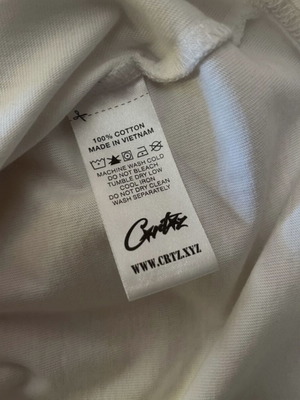 100% COTTON
MADE IN VIETNAM
MACHINE WASH COLD
DO NOT BLEACH
TUMBLE DRY LOW
COOL IRON
DO NOT DRY CLEAN
WASH SEPARATELY
Crtz
WWW.CRTZ.XYZ